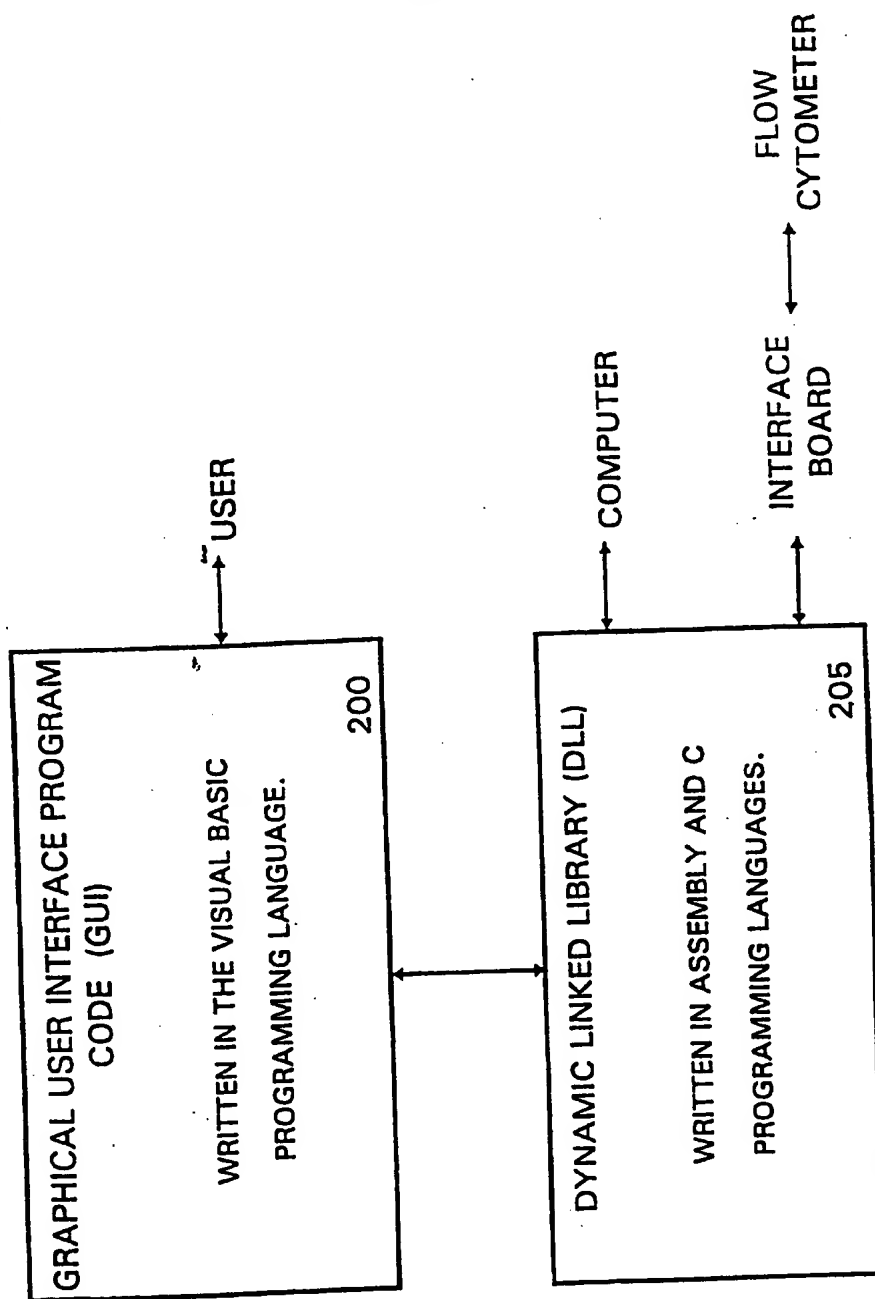 GRAPHICAL USER INTERFACE PROGRAM
CODE (GUI)
WRITTEN IN THE VISUAL BASIC
PROGRAMMING LANGUAGE.
200
USER
DYNAMIC LINKED LIBRARY (DLL)
WRITTEN IN ASSEMBLY AND C
PROGRAMMING LANGUAGES.
205
COMPUTER
INTERFACE
BOARD
FLOW
CYTOMETER